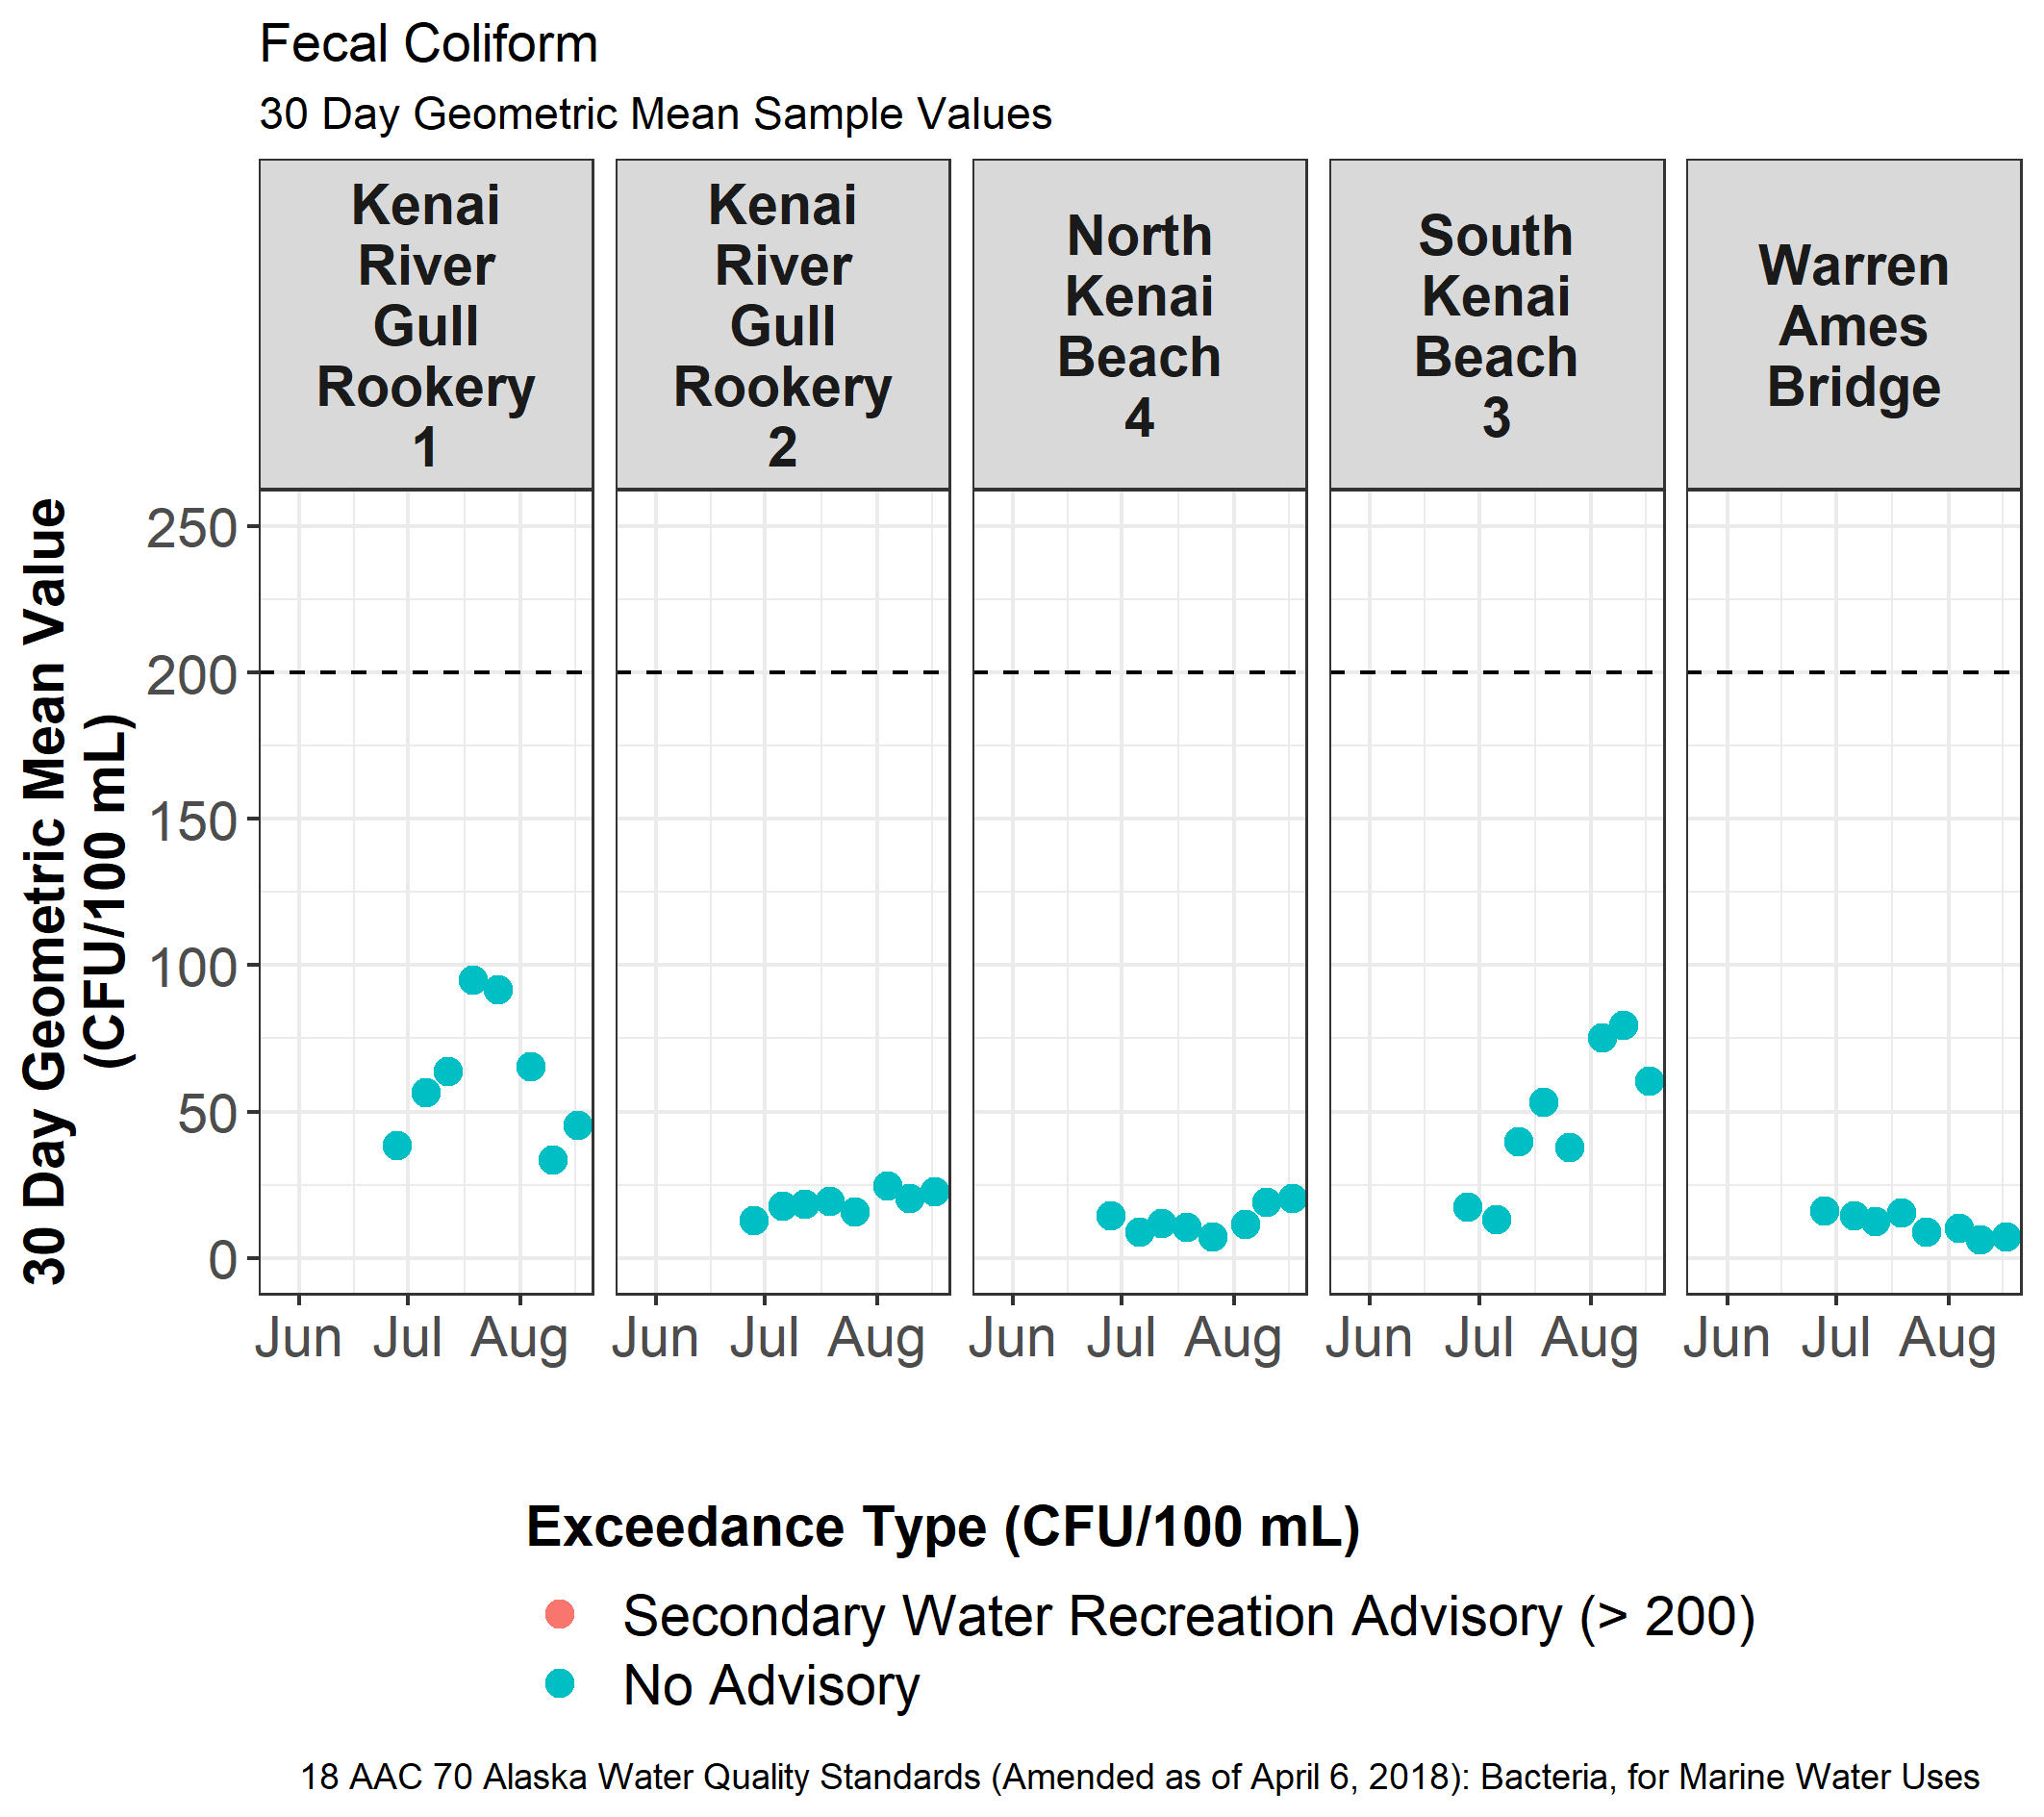 Fecal Coliform
30 Day Geometric Mean Sample Values
Kenai
River
Gull
Rookery
1
Kenai
River
Gull
Rookery
2
North
Kenai
Beach
4
South
Kenai
Beach
3
Warren
Ames
Bridge
30 Day Geometric Mean Value
(CFU/100 mL)
250
200
150
100
50
0
Jun Jul Aug
Jun Jul Aug
Jun Jul Aug
Jun Jul Aug
Jun Jul Aug
Exceedance Type (CFU/100 mL)
Secondary Water Recreation Advisory (> 200)
No Advisory
18 AAC 70 Alaska Water Quality Standards (Amended as of April 6, 2018): Bacteria, for Marine Water Uses